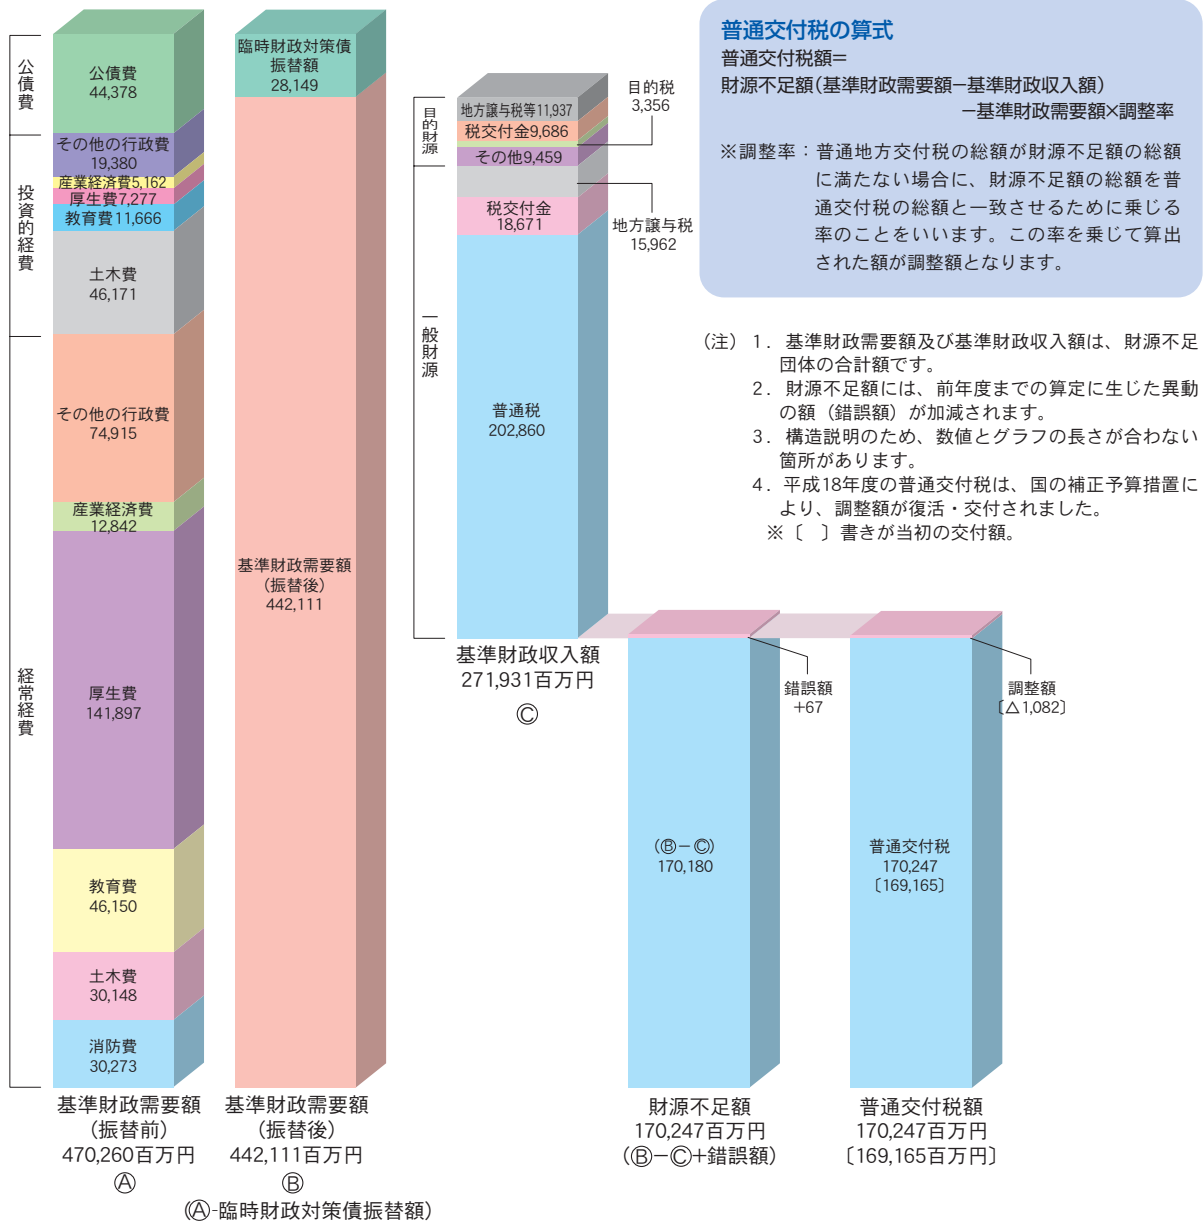 公債費
投資的経費
経常経費
公債費
44,378
その他の行政費
19,380
産業経済費5,162
厚生費7,277
教育費11,666
土木費
46,171
その他の行政費
74,915
産業経済費
12,842
厚生費
141,897
教育費
46,150
土木費
30,148
消防費
30,273
基準財政需要額
(振替前)
470,260百万円
Ⓐ
臨時財政対策債
振替額
28,149
基準財政需要額
(振替後)
442,111
基準財政需要額
(振替後)
442,111百万円
Ⓑ
(Ⓐ-臨時財政対策債振替額)
目的財源
一般財源
地方譲与税等11,937
税交付金9,686
目的税
3,356
その他9,459
地方譲与税
15,962
税交付金
18,671
普通税
202,860
基準財政収入額
271,931百万円
Ⓒ
錯誤額
+67
(Ⓑ−Ⓒ)
170,180
財源不足額
170,247百万円
(Ⓑ−Ⓒ+錯誤額)
調整額
〔△1,082〕
普通交付税
170,247
〔169,165〕
普通交付税額
170,247百万円
〔169,165百万円〕
普通交付税の算式
普通交付税額=
財源不足額(基準財政需要額−基準財政収入額)
−基準財政需要額×調整率
※調整率：普通地方交付税の総額が財源不足額の総額
に満たない場合に、財源不足額の総額を普
通交付税の総額と一致させるために乗じる
率のことをいいます。この率を乗じて算出
された額が調整額となります。
(注) 1．基準財政需要額及び基準財政収入額は、財源不足
団体の合計額です。
2．財源不足額には、前年度までの算定に生じた異動
の額（錯誤額）が加減されます。
3．構造説明のため、数値とグラフの長さが合わない
箇所があります。
4．平成18年度の普通交付税は、国の補正予算措置に
より、調整額が復活・交付されました。
※〔　〕書きが当初の交付額。